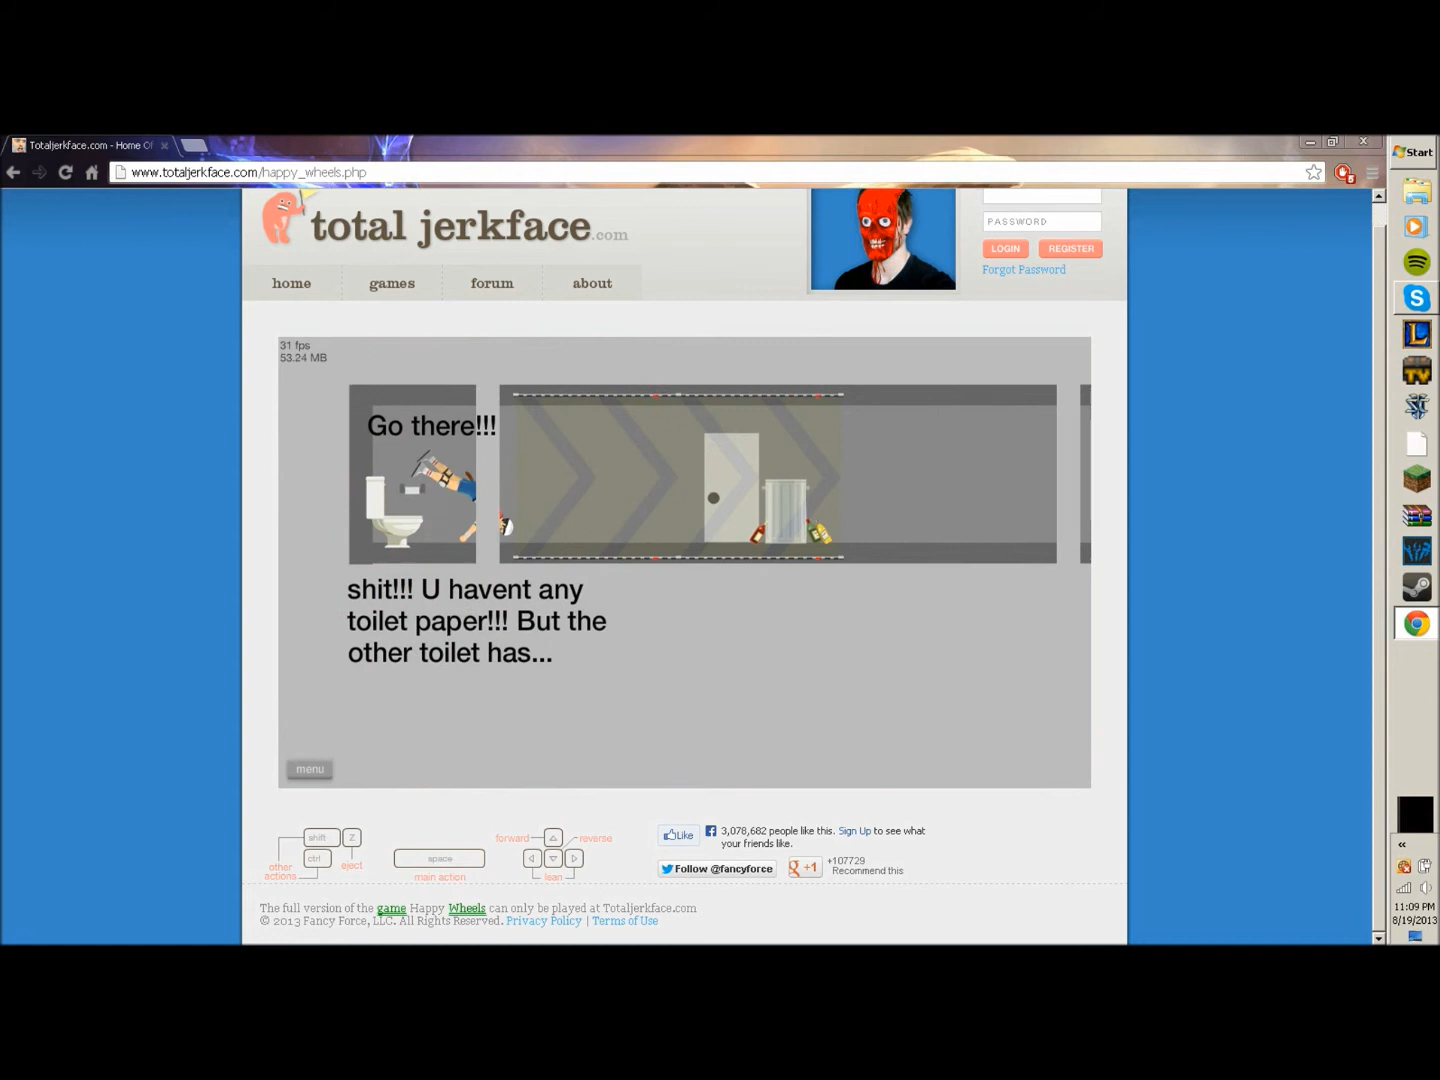 Totaljerkface.com - Home Of
www.totaljerkface.com/happy_wheels.php
Start
5
total jerkface.com
PASSWORD
LOGIN
REGISTER
Forgot Password
home
games
forum
about
31 fps
53.24 MB
Go there!!!
shit!!! U havent any
toilet paper!!! But the
other toilet has...
menu
shift
Z
ctrl
other
actions
eject
space
main action
forward
reverse
lean
Like
3,078,682 people like this. Sign Up to see what
your friends like.
Follow @fancyforce
+1
+107729
Recommend this
The full version of the game Happy Wheels can only be played at Totaljerkface.com
© 2013 Fancy Force, LLC. All Rights Reserved. Privacy Policy | Terms of Use
11:09 PM
8/19/2013